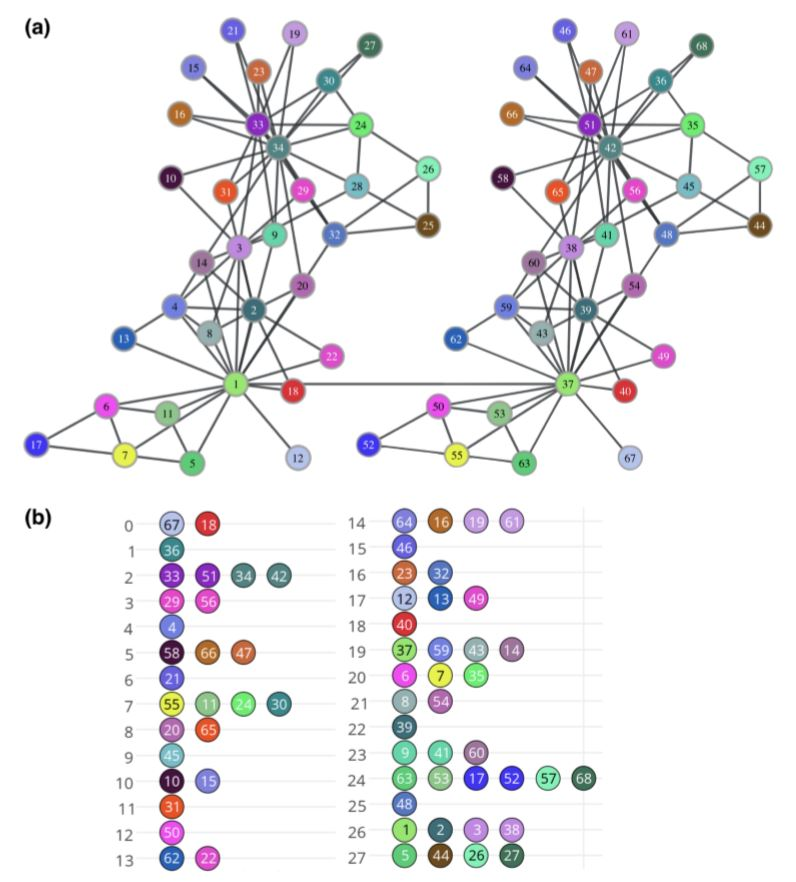 (a)
21 19 27 46 61 68
15 23 30 64 47 36
16 33 24 66 51 35
34 42
10 31 29 28 26 58 65 56 45 57
3 9 32 25 38 41 48 44
14 60
4 2 20 59 39 54
13 8 22 62 43 49
1 18 37 40
6 11 50 53
17 7 5 12 52 55 63 67
(b)
0 67 18
1 36
2 33 51 34 42
3 29 56
4 4
5 58 66 47
6 21
7 55 11 24 30
8 20 65
9 45
10 10 15
11 31
12 50
13 62 22
14 64 16 19 61
15 46
16 23 32
17 12 13 49
18 40
19 37 59 43 14
20 6 7 35
21 8 54
22 39
23 9 41 60
24 63 53 17 52 57 68
25 48
26 1 2 3 38
27 5 44 26 27